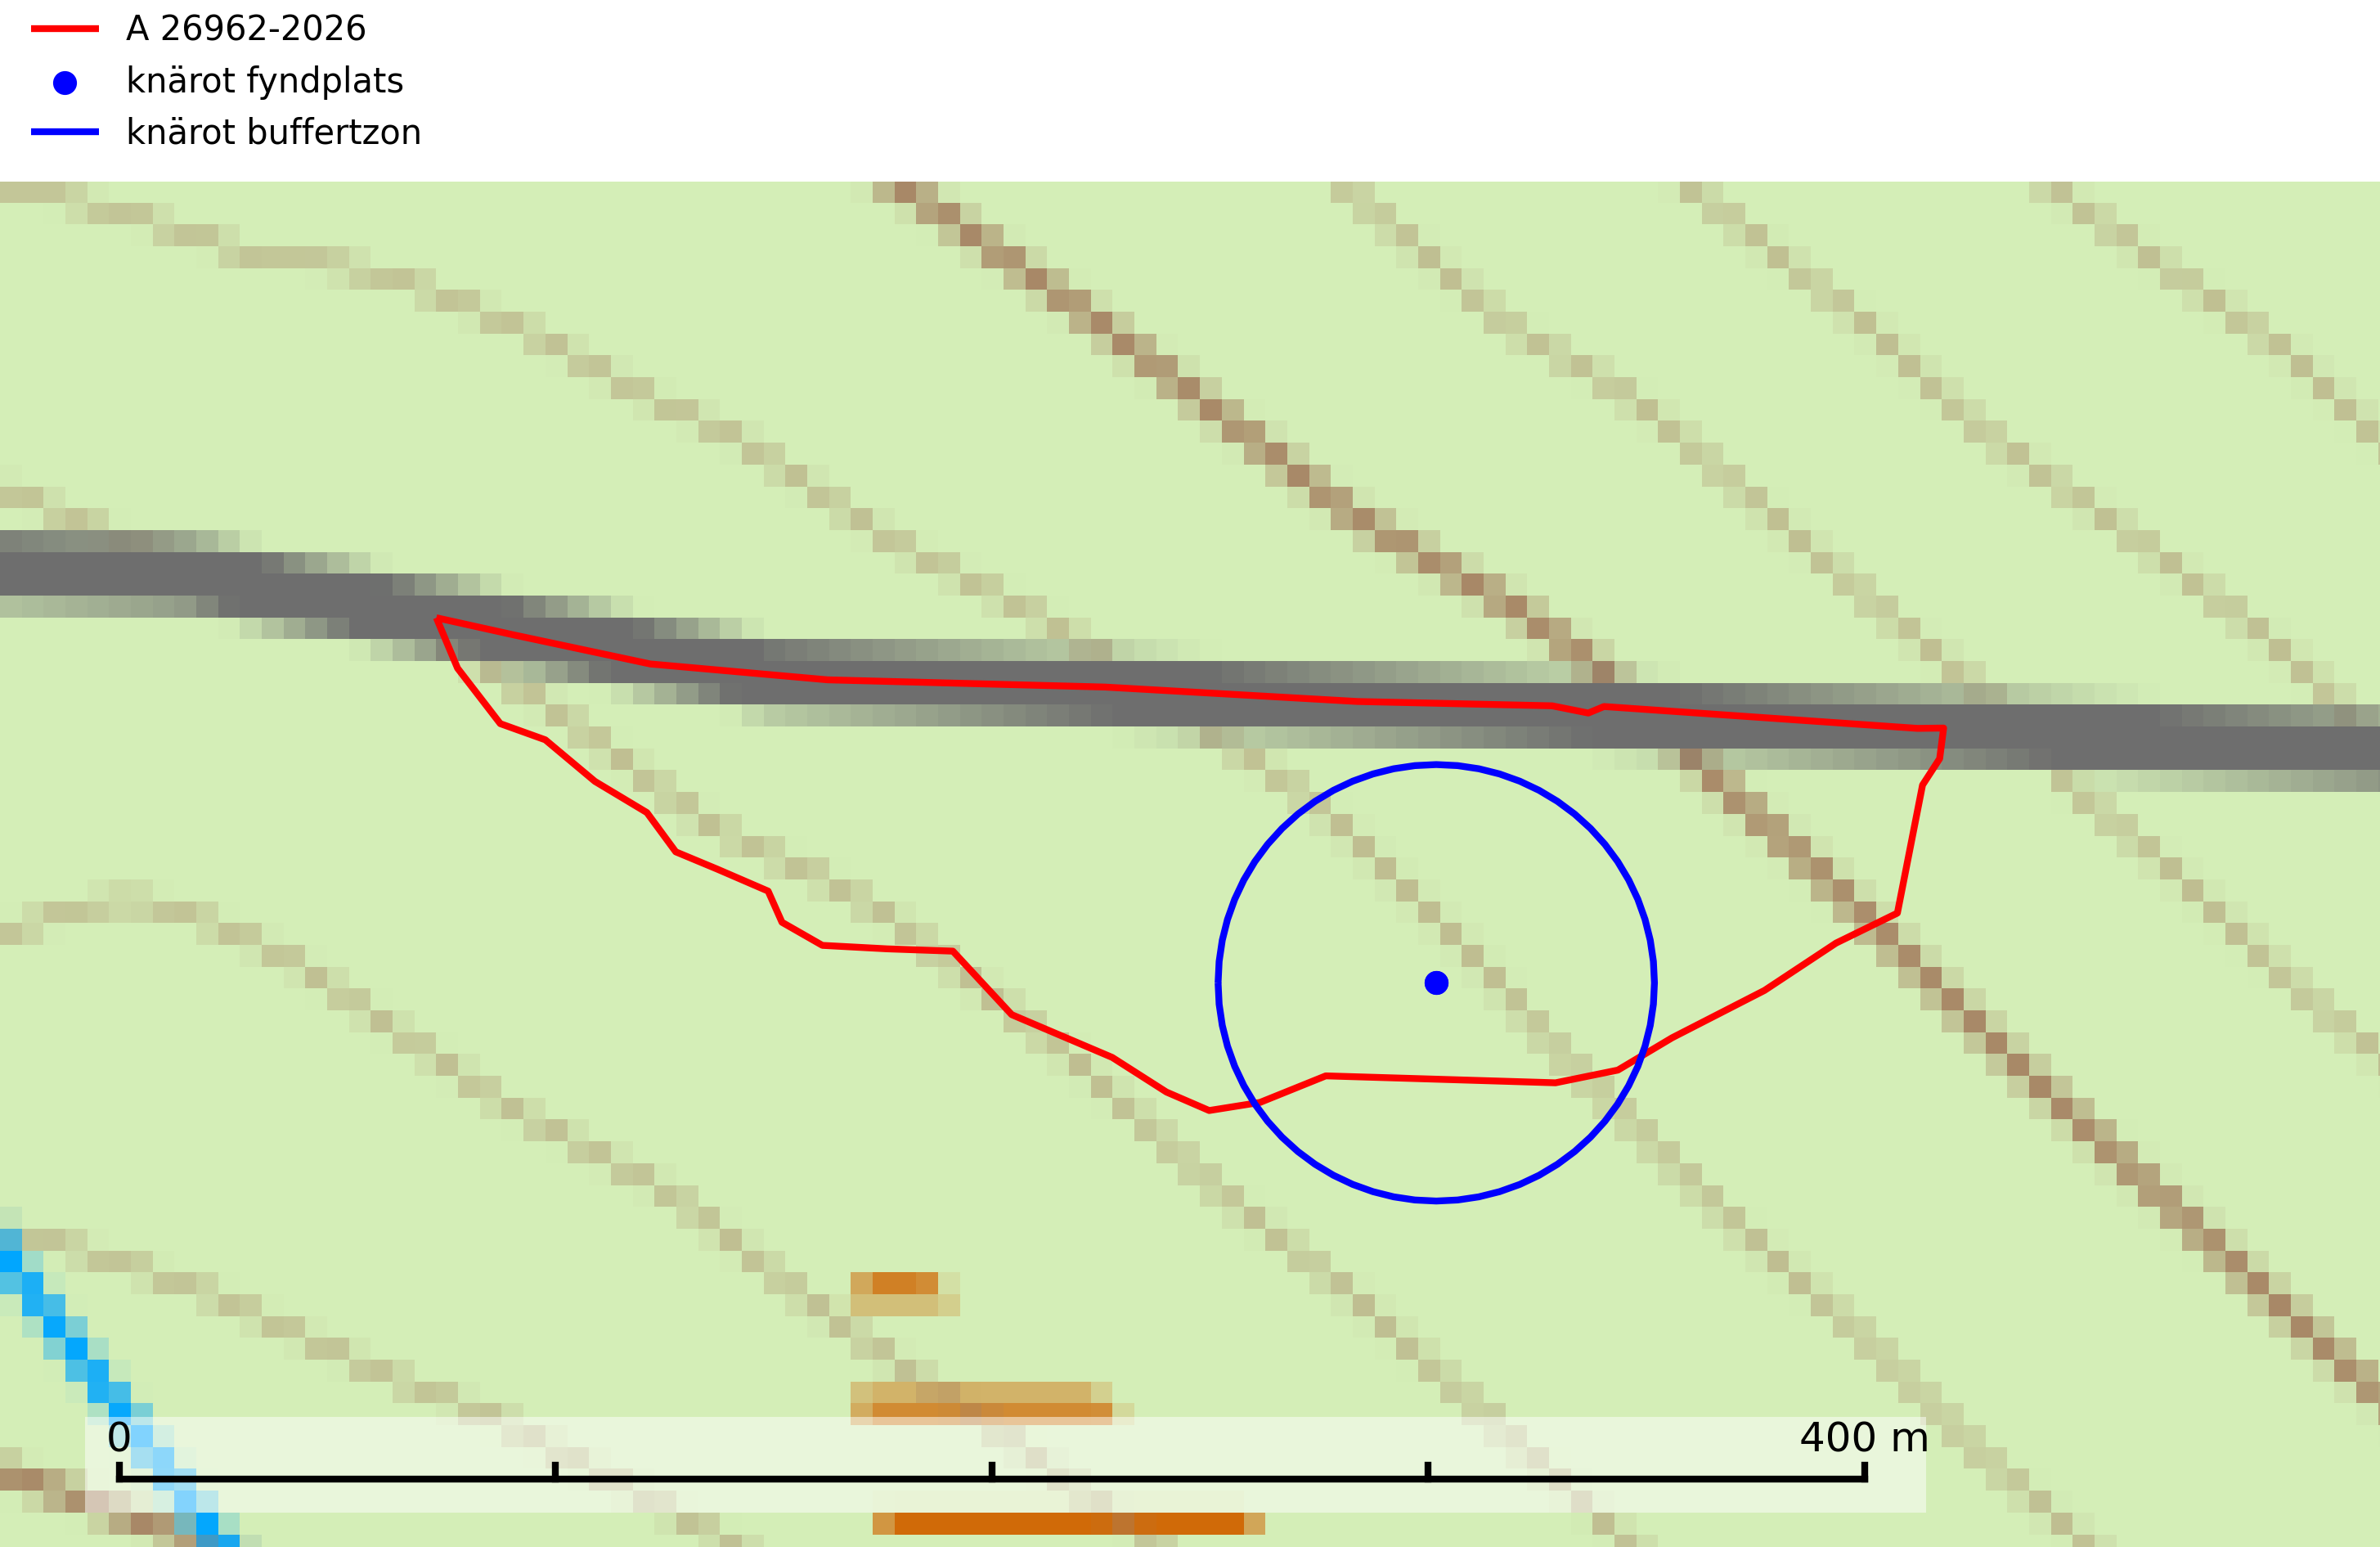 A 26962-2026
knärot fyndplats
knärot buffertzon
0
400 m